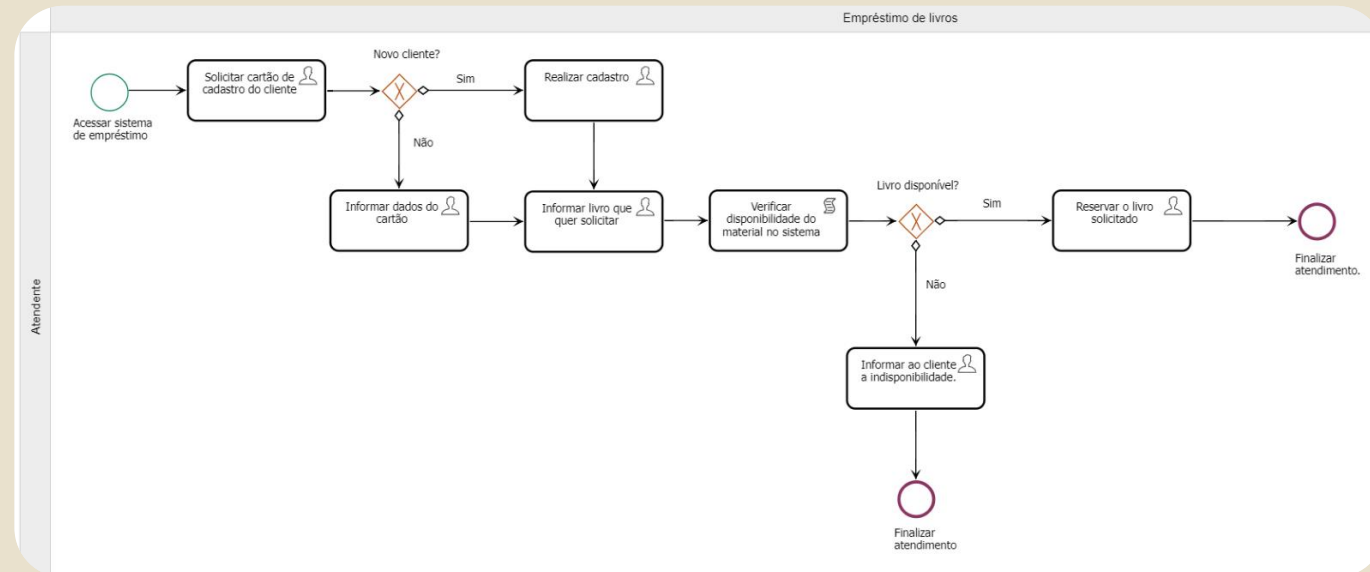 Empréstimo de livros
Atendente
Acessar sistema
de empréstimo
Solicitar cartão de
cadastro do cliente
Novo cliente?
Sim
Não
Realizar cadastro
Informar dados do
cartão
Informar livro que
quer solicitar
Verificar
disponibilidade do
material no sistema
Livro disponível?
Sim
Não
Reservar o livro
solicitado
Finalizar
atendimento.
Informar ao cliente
a indisponibilidade.
Finalizar
atendimento